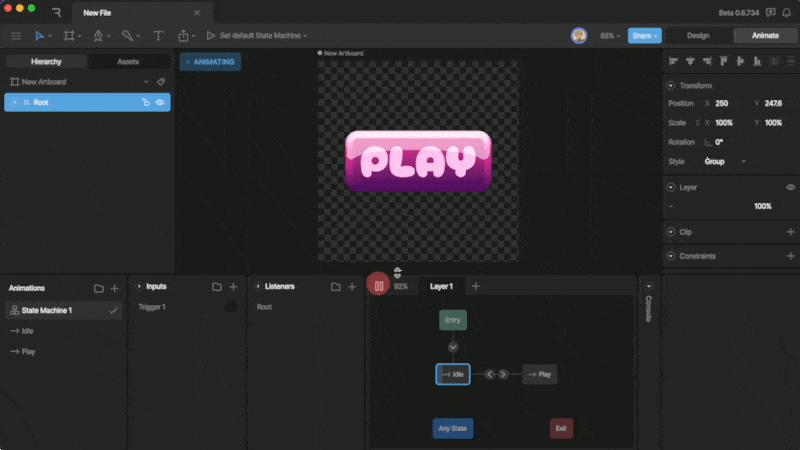 New File
Beta 0.8.734
Set default State Machine
68%
Share
Design
Animate
Hierarchy
Assets
New Artboard
Root
ANIMATING
New Artboard
PLAY
Transform
Position X 250 Y 247.6
Scale X 100% Y 100%
Rotation 0°
Style Group
Layer
100%
Clip
Constraints
Animations
State Machine 1
Idle
Play
Inputs
Trigger 1
Listeners
Root
92%
Layer 1
Entry
Idle
Play
Any State
Exit
Console